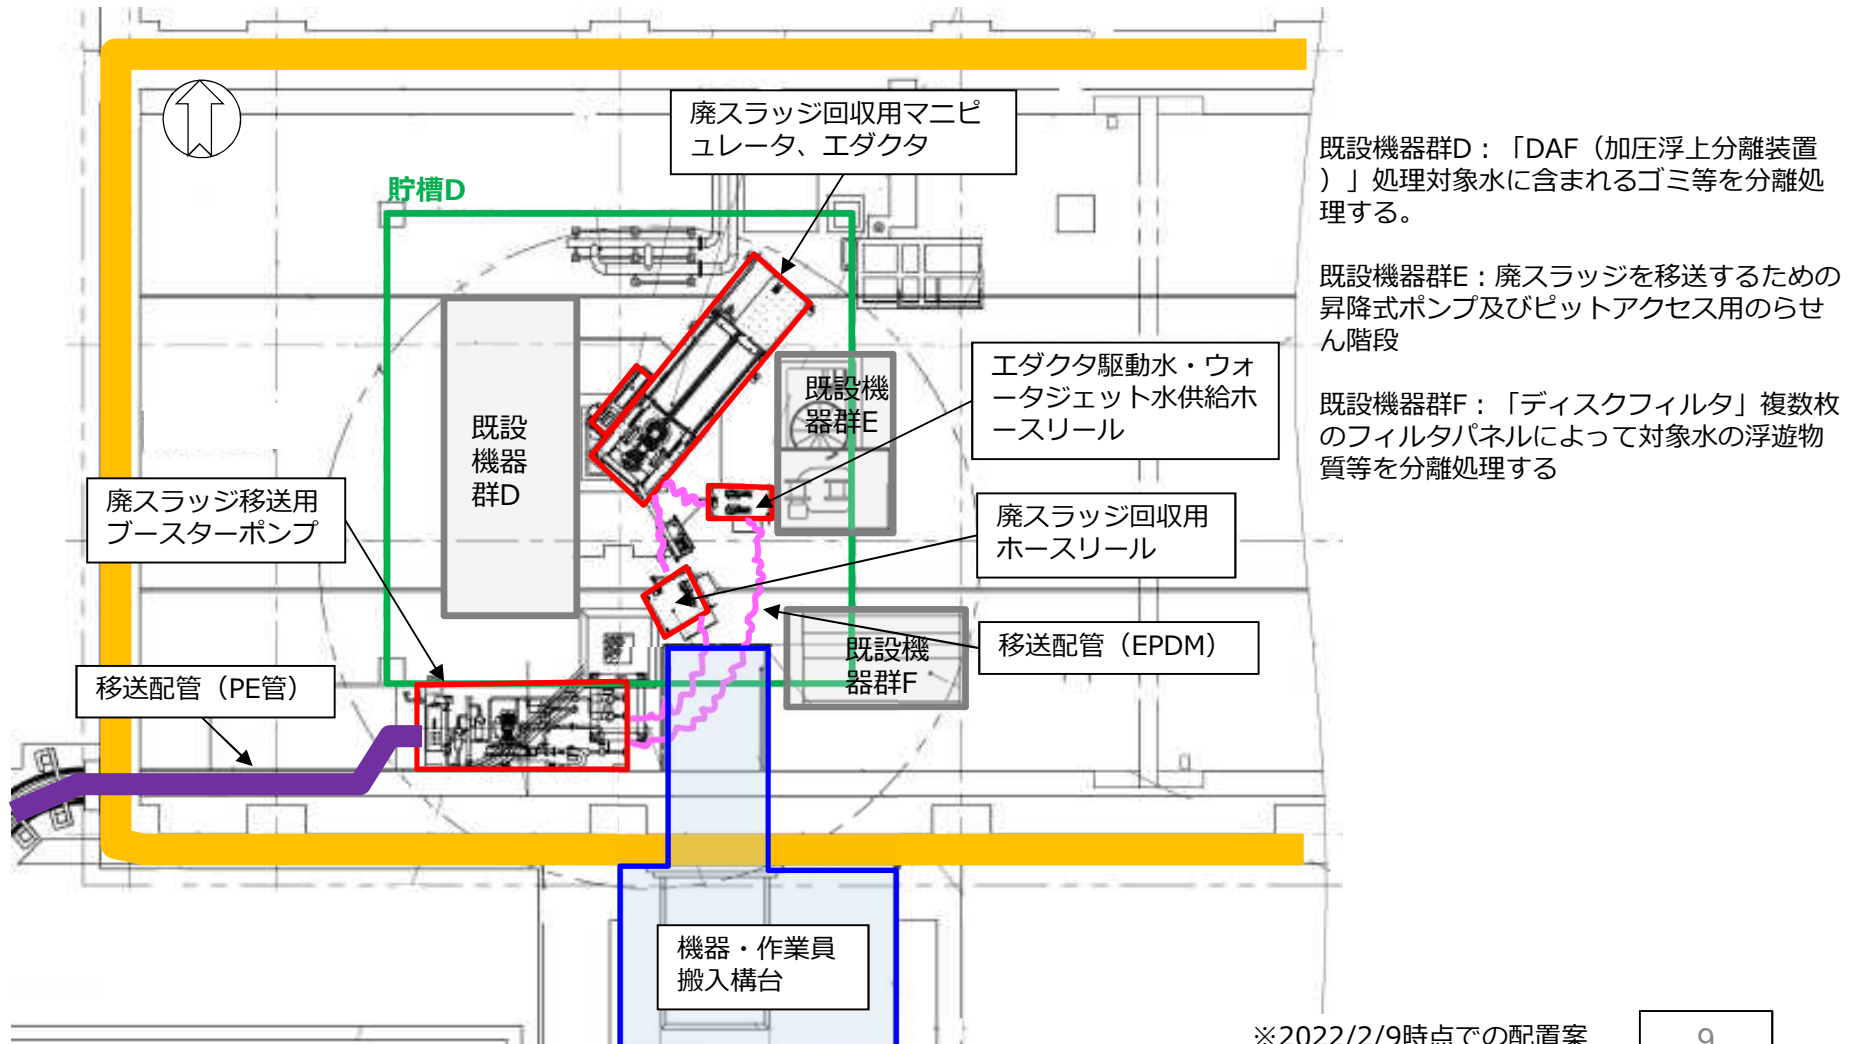 廃スラッジ回収用マニピ
ュレータ、エダクタ
貯槽D
既設機器群D：「DAF（加圧浮上分離装置
）」処理対象水に含まれるゴミ等を分離処
理する。
既設機器群E：廃スラッジを移送するための
昇降式ポンプ及びピットアクセス用のらせ
ん階段
既設機器群F：「ディスクフィルタ」複数枚
のフィルタパネルによって対象水の浮遊物
質等を分離処理する
エダクタ駆動水・ウォ
ータジェット水供給ホ
ースリール
既設機
器群E
既設
機器
群D
廃スラッジ移送用
ブースターポンプ
廃スラッジ回収用
ホースリール
移送配管（EPDM）
既設機
器群F
移送配管（PE管）
機器・作業員
搬入構台
※2022/2/9時点での配置案
9